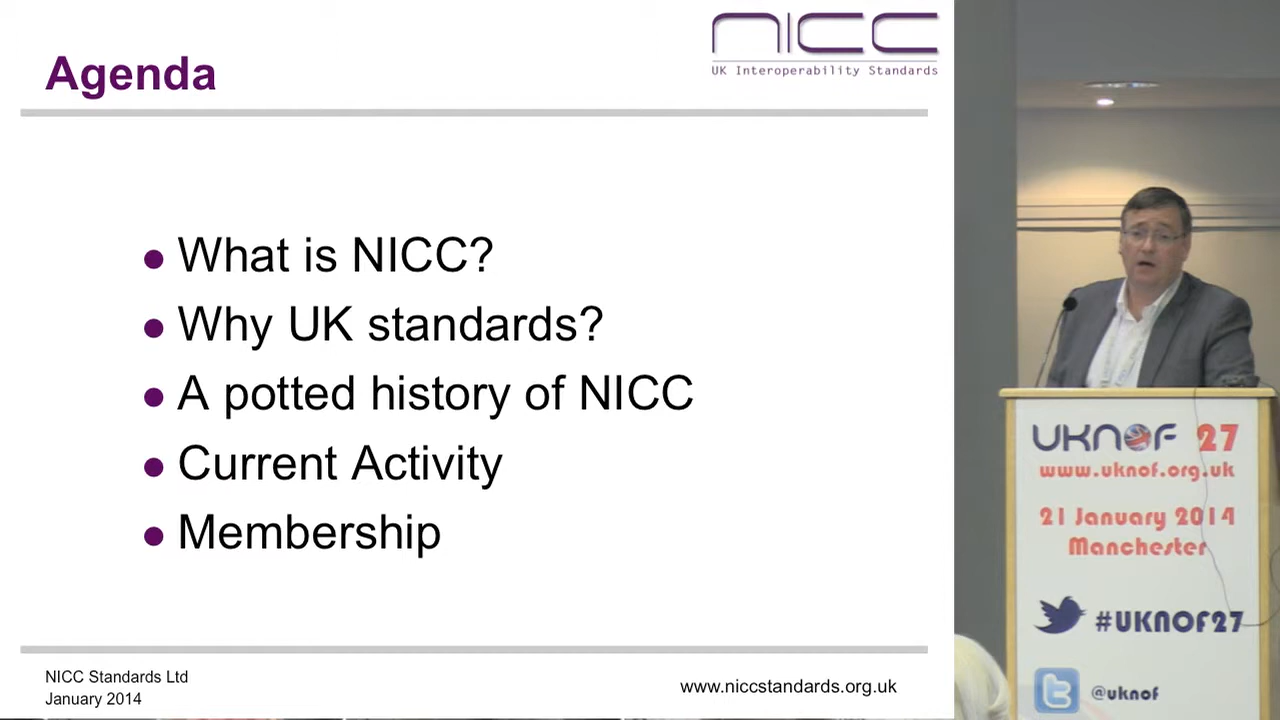 Agenda
NICC
UK Interoperability Standards
What is NICC?
Why UK standards?
A potted history of NICC
Current Activity
Membership
NICC Standards Ltd
January 2014
www.niccstandards.org.uk
UKNOF 27
www.uknof.org.uk
21 January 2014
Manchester
#UKNOF27
@uknof